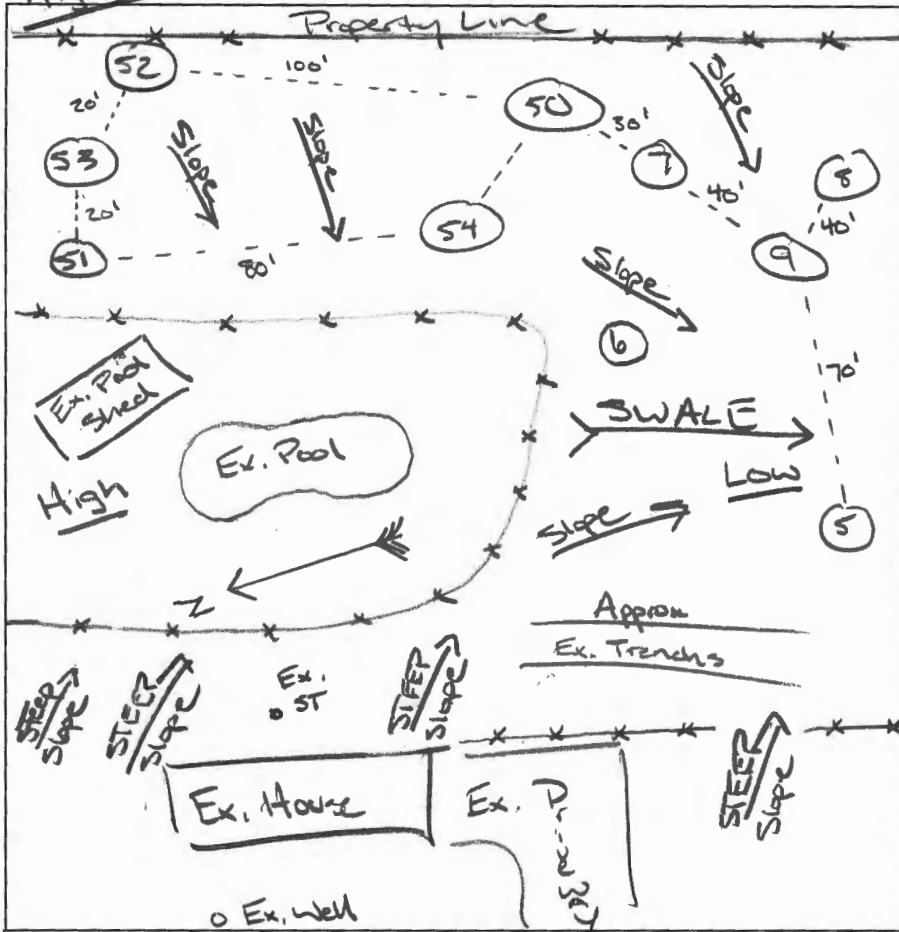 Property Line
52
100'
50
20'
Slope
53
Slope
Slope
30'
7
8
20'
40'
40'
54
51
80'
9
Slope
6
70'
Ex. Pool
Shed
SWALE
Ex. Pool
High
Low
Slope
5
N
Approx
Ex. Trenchs
STEEP
Slope
STEEP
Slope
Ex.
ST
STEEP
Slope
STEEP
Slope
Ex. House
Ex. Driveway
Ex. Well